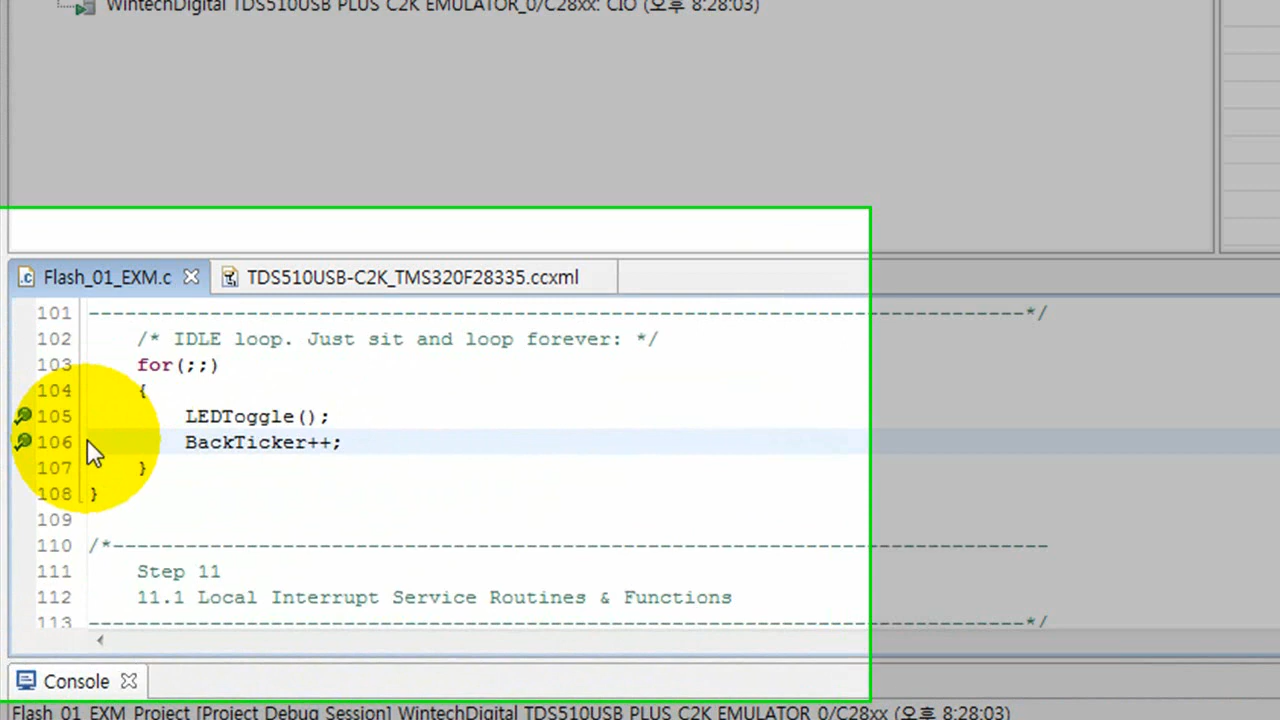 WintechDigital TDS510USB PLUS C2K EMULATOR_0/C28xx: CIO (오후 8:28:03)
Flash_01_EXM.c TDS510USB-C2K_TMS320F28335.ccxml
101 -----------------------------------------------------------------------------*/
102 /* IDLE loop. Just sit and loop forever: */
103 for(;;)
104 {
105 LEDToggle();
106 BackTicker++;
107 }
108 }
109
110 /*-----------------------------------------------------------------------------
111 Step 11
112 11.1 Local Interrupt Service Routines & Functions
113 -----------------------------------------------------------------------------*/
Console
Flash_01_EXM_Project [Project Debug Session] WintechDigital TDS510USB PLUS C2K EMULATOR_0/C28xx (오후 8:28:03)